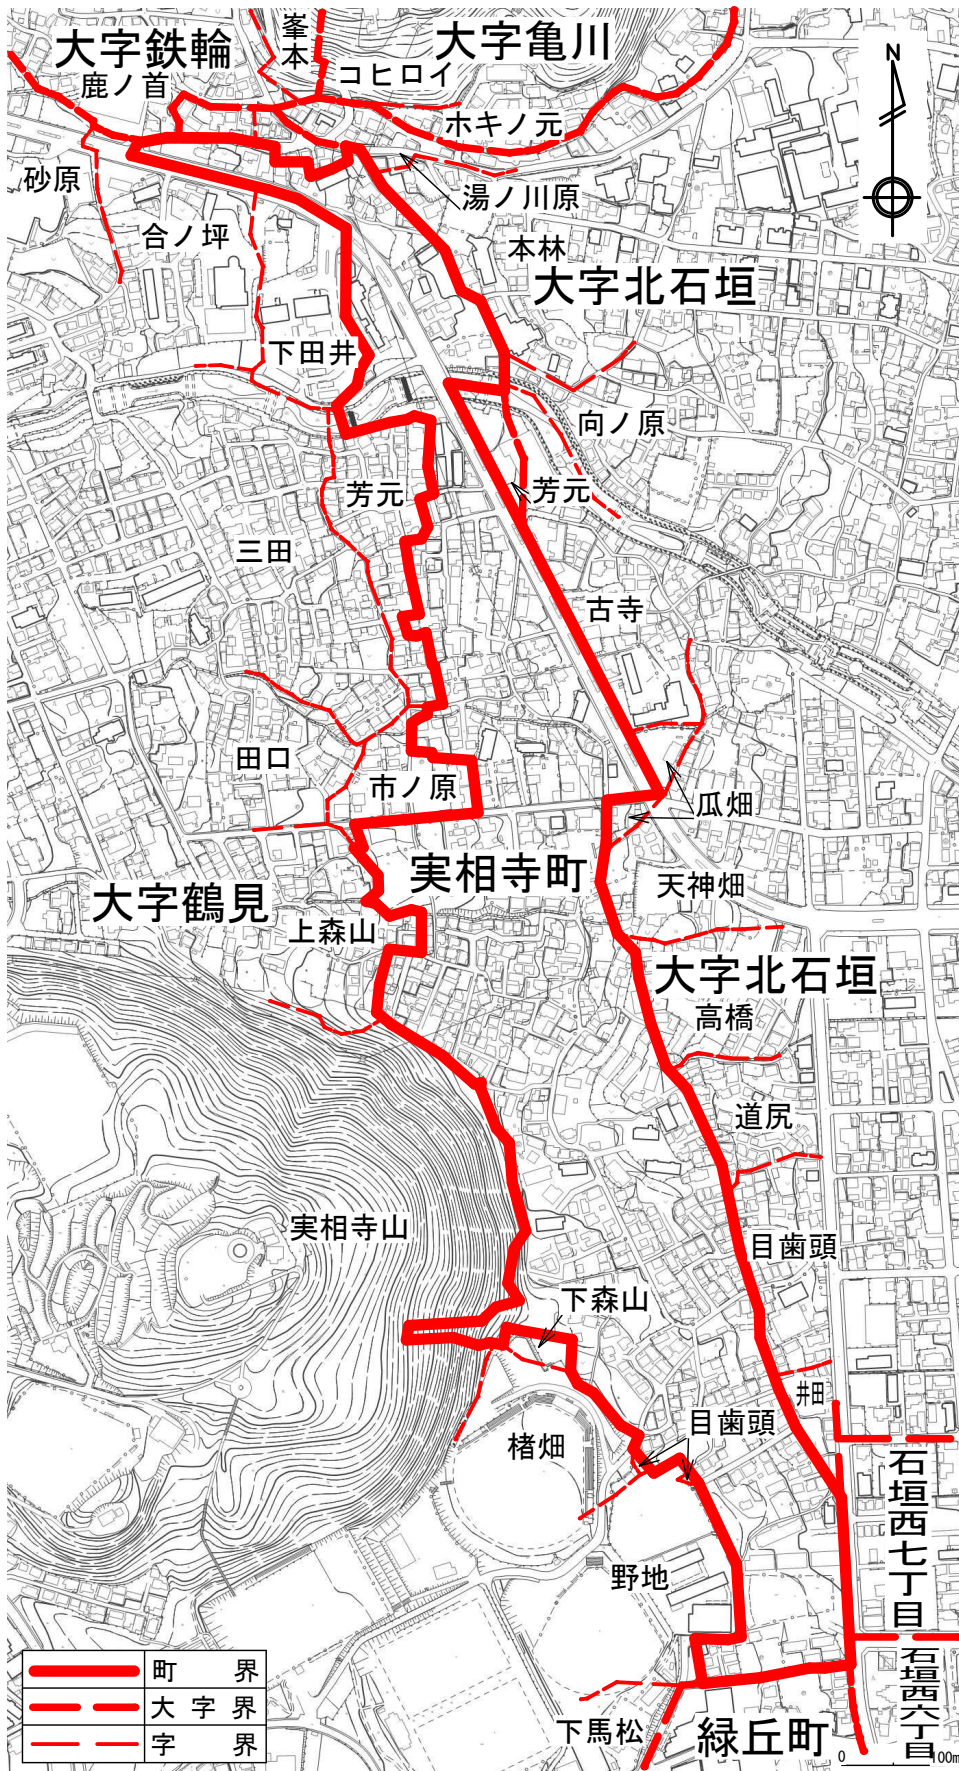 大字鉄輪
鹿ノ首
峯本
コヒロイ
大字亀川
ホキノ元
砂原
湯ノ川原
合ノ坪
本林
大字北石垣
下田井
向ノ原
芳元
芳元
三田
古寺
田口
市ノ原
瓜畑
実相寺町
天神畑
大字鶴見
上森山
大字北石垣
高橋
道尻
実相寺山
目歯頭
下森山
井田
目歯頭
楮畑
石垣西七丁目
野地
石垣西六丁目
下馬松
緑丘町
町界
大字界
字界
N
0 100m